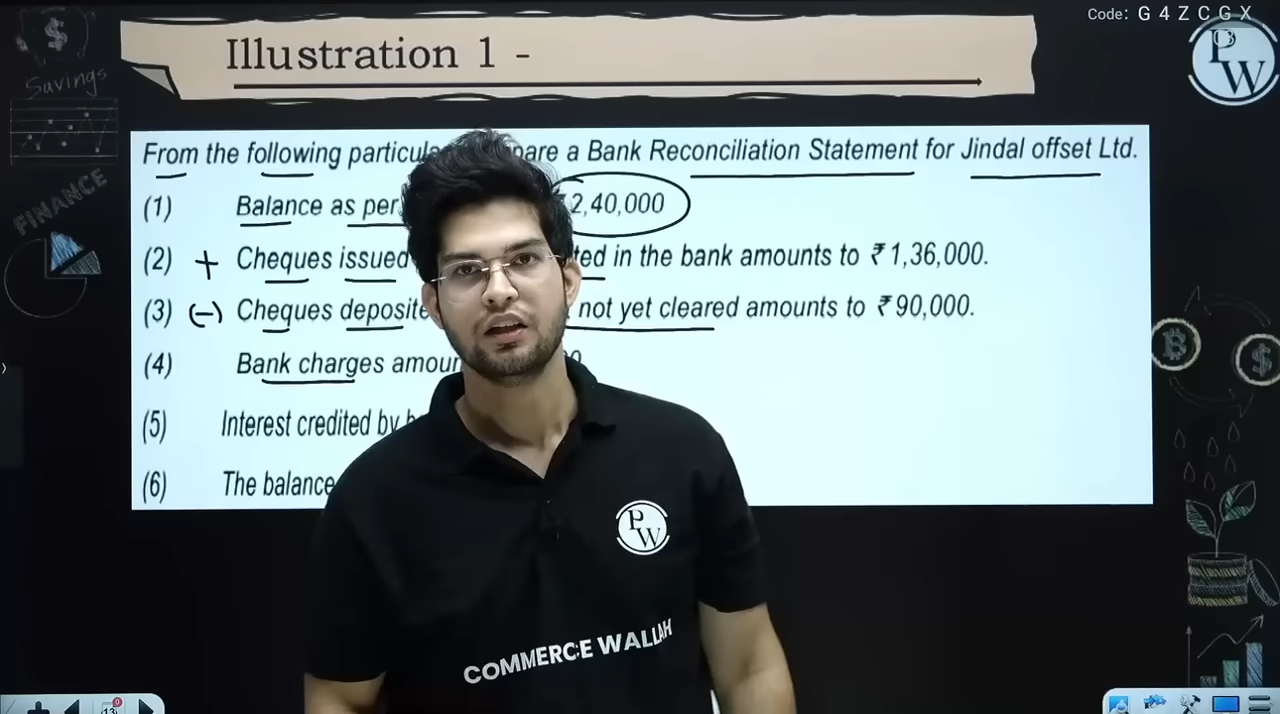 Code: G 4 Z C G X
Illustration 1 -
PW
Savings
FINANCE
From the following pare a Bank Reconciliation Statement for Jindal offset Ltd.
(1) Balance as per 2,40,000
(2) + Cheques issued ted in the bank amounts to ₹ 1,36,000.
(3) (-) Cheques not yet cleared amounts to ₹ 90,000.
(4) Bank charges
(5) Interest credited by
(6) The balance
PW
COMMERCE WALLAH